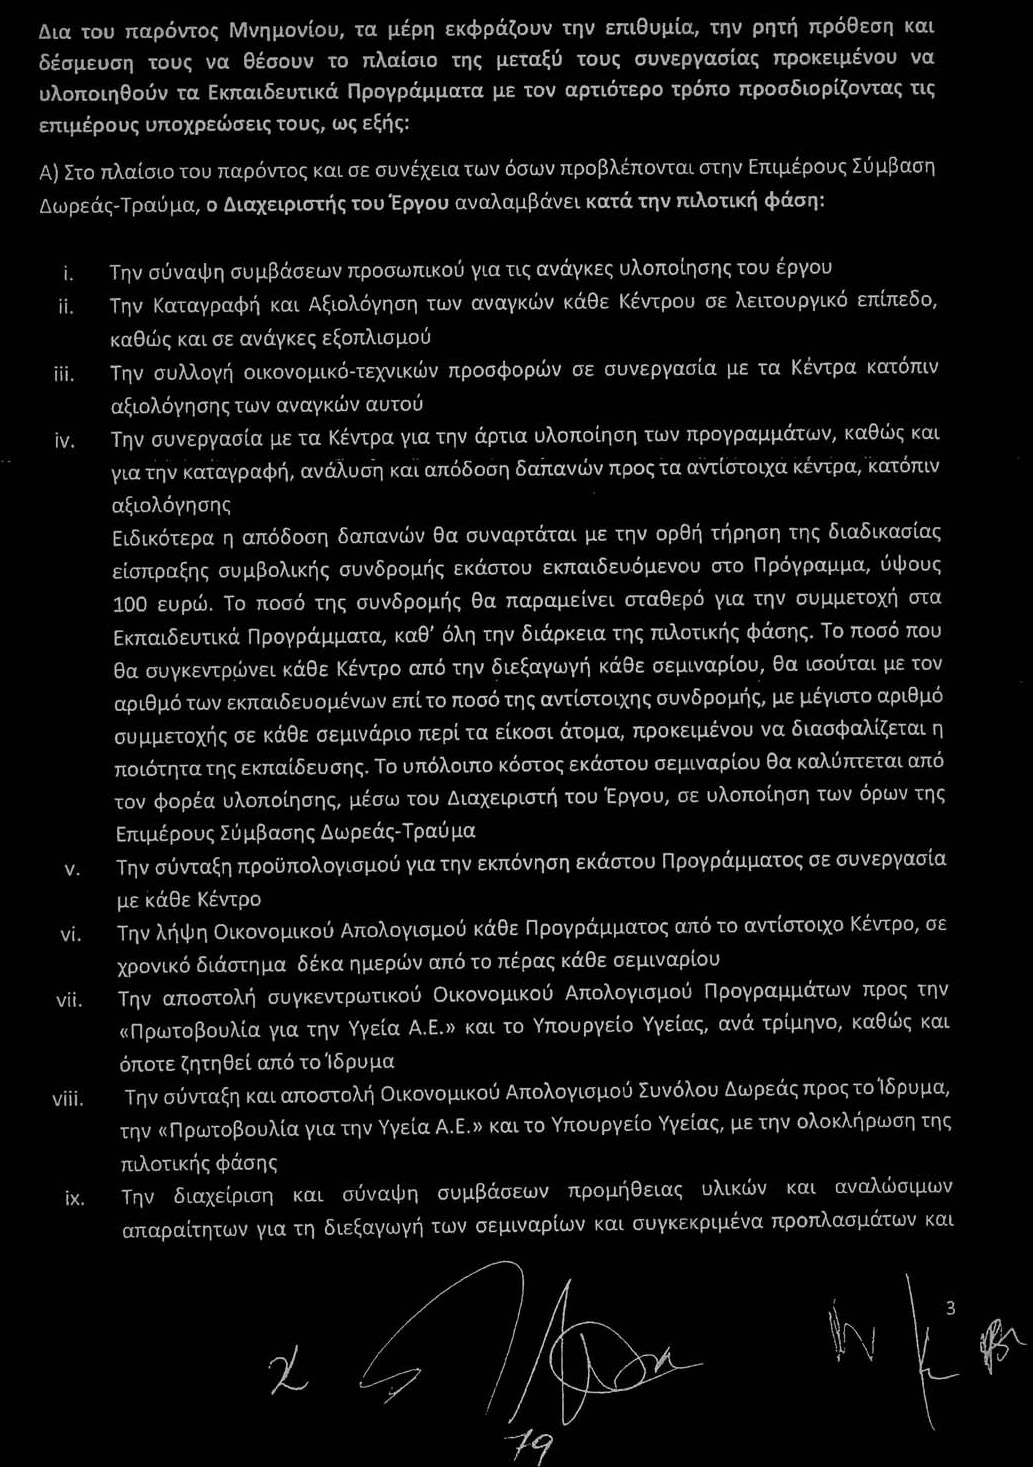 Δια του παρόντος Μνημονίου, τα μέρη εκφράζουν την επιθυμία, την ρητή πρόθεση και
δέσμευση τους να θέσουν το πλαίσιο της μεταξύ τους συνεργασίας προκειμένου να
υλοποιηθούν τα Εκπαιδευτικά Προγράμματα με τον αρτιότερο τρόπο προσδιορίζοντας τις
επιμέρους υποχρεώσεις τους, ως εξής:
Α) Στο πλαίσιο του παρόντος και σε συνέχεια των όσων προβλέπονται στην Επιμέρους Σύμβαση
Δωρεάς-Τραύμα, ο Διαχειριστής του Έργου αναλαμβάνει κατά την πιλοτική φάση:
i. Την σύναψη συμβάσεων προσωπικού για τις ανάγκες υλοποίησης του έργου
ii. Την Καταγραφή και Αξιολόγηση των αναγκών κάθε Κέντρου σε λειτουργικό επίπεδο,
καθώς και σε ανάγκες εξοπλισμού
iii. Την συλλογή οικονομικό-τεχνικών προσφορών σε συνεργασία με τα Κέντρα κατόπιν
αξιολόγησης των αναγκών αυτού
iv. Την συνεργασία με τα Κέντρα για την άρτια υλοποίηση των προγραμμάτων, καθώς και
για την καταγραφή, ανάλυση και απόδοση δαπανών προς τα αντίστοιχα κέντρα, κατόπιν
αξιολόγησης
Ειδικότερα η απόδοση δαπανών θα συναρτάται με την ορθή τήρηση της διαδικασίας
είσπραξης συμβολικής συνδρομής εκάστου εκπαιδευόμενου στο Πρόγραμμα, ύψους
100 ευρώ. Το ποσό της συνδρομής θα παραμείνει σταθερό για την συμμετοχή στα
Εκπαιδευτικά Προγράμματα, καθ’ όλη την διάρκεια της πιλοτικής φάσης. Το ποσό που
θα συγκεντρώνει κάθε Κέντρο από την διεξαγωγή κάθε σεμιναρίου, θα ισούται με τον
αριθμό των εκπαιδευομένων επί το ποσό της αντίστοιχης συνδρομής, με μέγιστο αριθμό
συμμετοχής σε κάθε σεμινάριο περί τα είκοσι άτομα, προκειμένου να διασφαλίζεται η
ποιότητα της εκπαίδευσης. Το υπόλοιπο κόστος εκάστου σεμιναρίου θα καλύπτεται από
τον φορέα υλοποίησης, μέσω του Διαχειριστή του Έργου, σε υλοποίηση των όρων της
Επιμέρους Σύμβασης Δωρεάς-Τραύμα
v. Την σύνταξη προϋπολογισμού για την εκπόνηση εκάστου Προγράμματος σε συνεργασία
με κάθε Κέντρο
vi. Την λήψη Οικονομικού Απολογισμού κάθε Προγράμματος από το αντίστοιχο Κέντρο, σε
χρονικό διάστημα δέκα ημερών από το πέρας κάθε σεμιναρίου
vii. Την αποστολή συγκεντρωτικού Οικονομικού Απολογισμού Προγραμμάτων προς την
«Πρωτοβουλία για την Υγεία Α.Ε.» και το Υπουργείο Υγείας, ανά τρίμηνο, καθώς και
όποτε ζητηθεί από το Ίδρυμα
viii. Την σύνταξη και αποστολή Οικονομικού Απολογισμού Συνόλου Δωρεάς προς το Ίδρυμα,
την «Πρωτοβουλία για την Υγεία Α.Ε.» και το Υπουργείο Υγείας, με την ολοκλήρωση της
πιλοτικής φάσης
ix. Την διαχείριση και σύναψη συμβάσεων προμήθειας υλικών και αναλώσιμων
απαραίτητων για τη διεξαγωγή των σεμιναρίων και συγκεκριμένα προπλασμάτων και
3
79